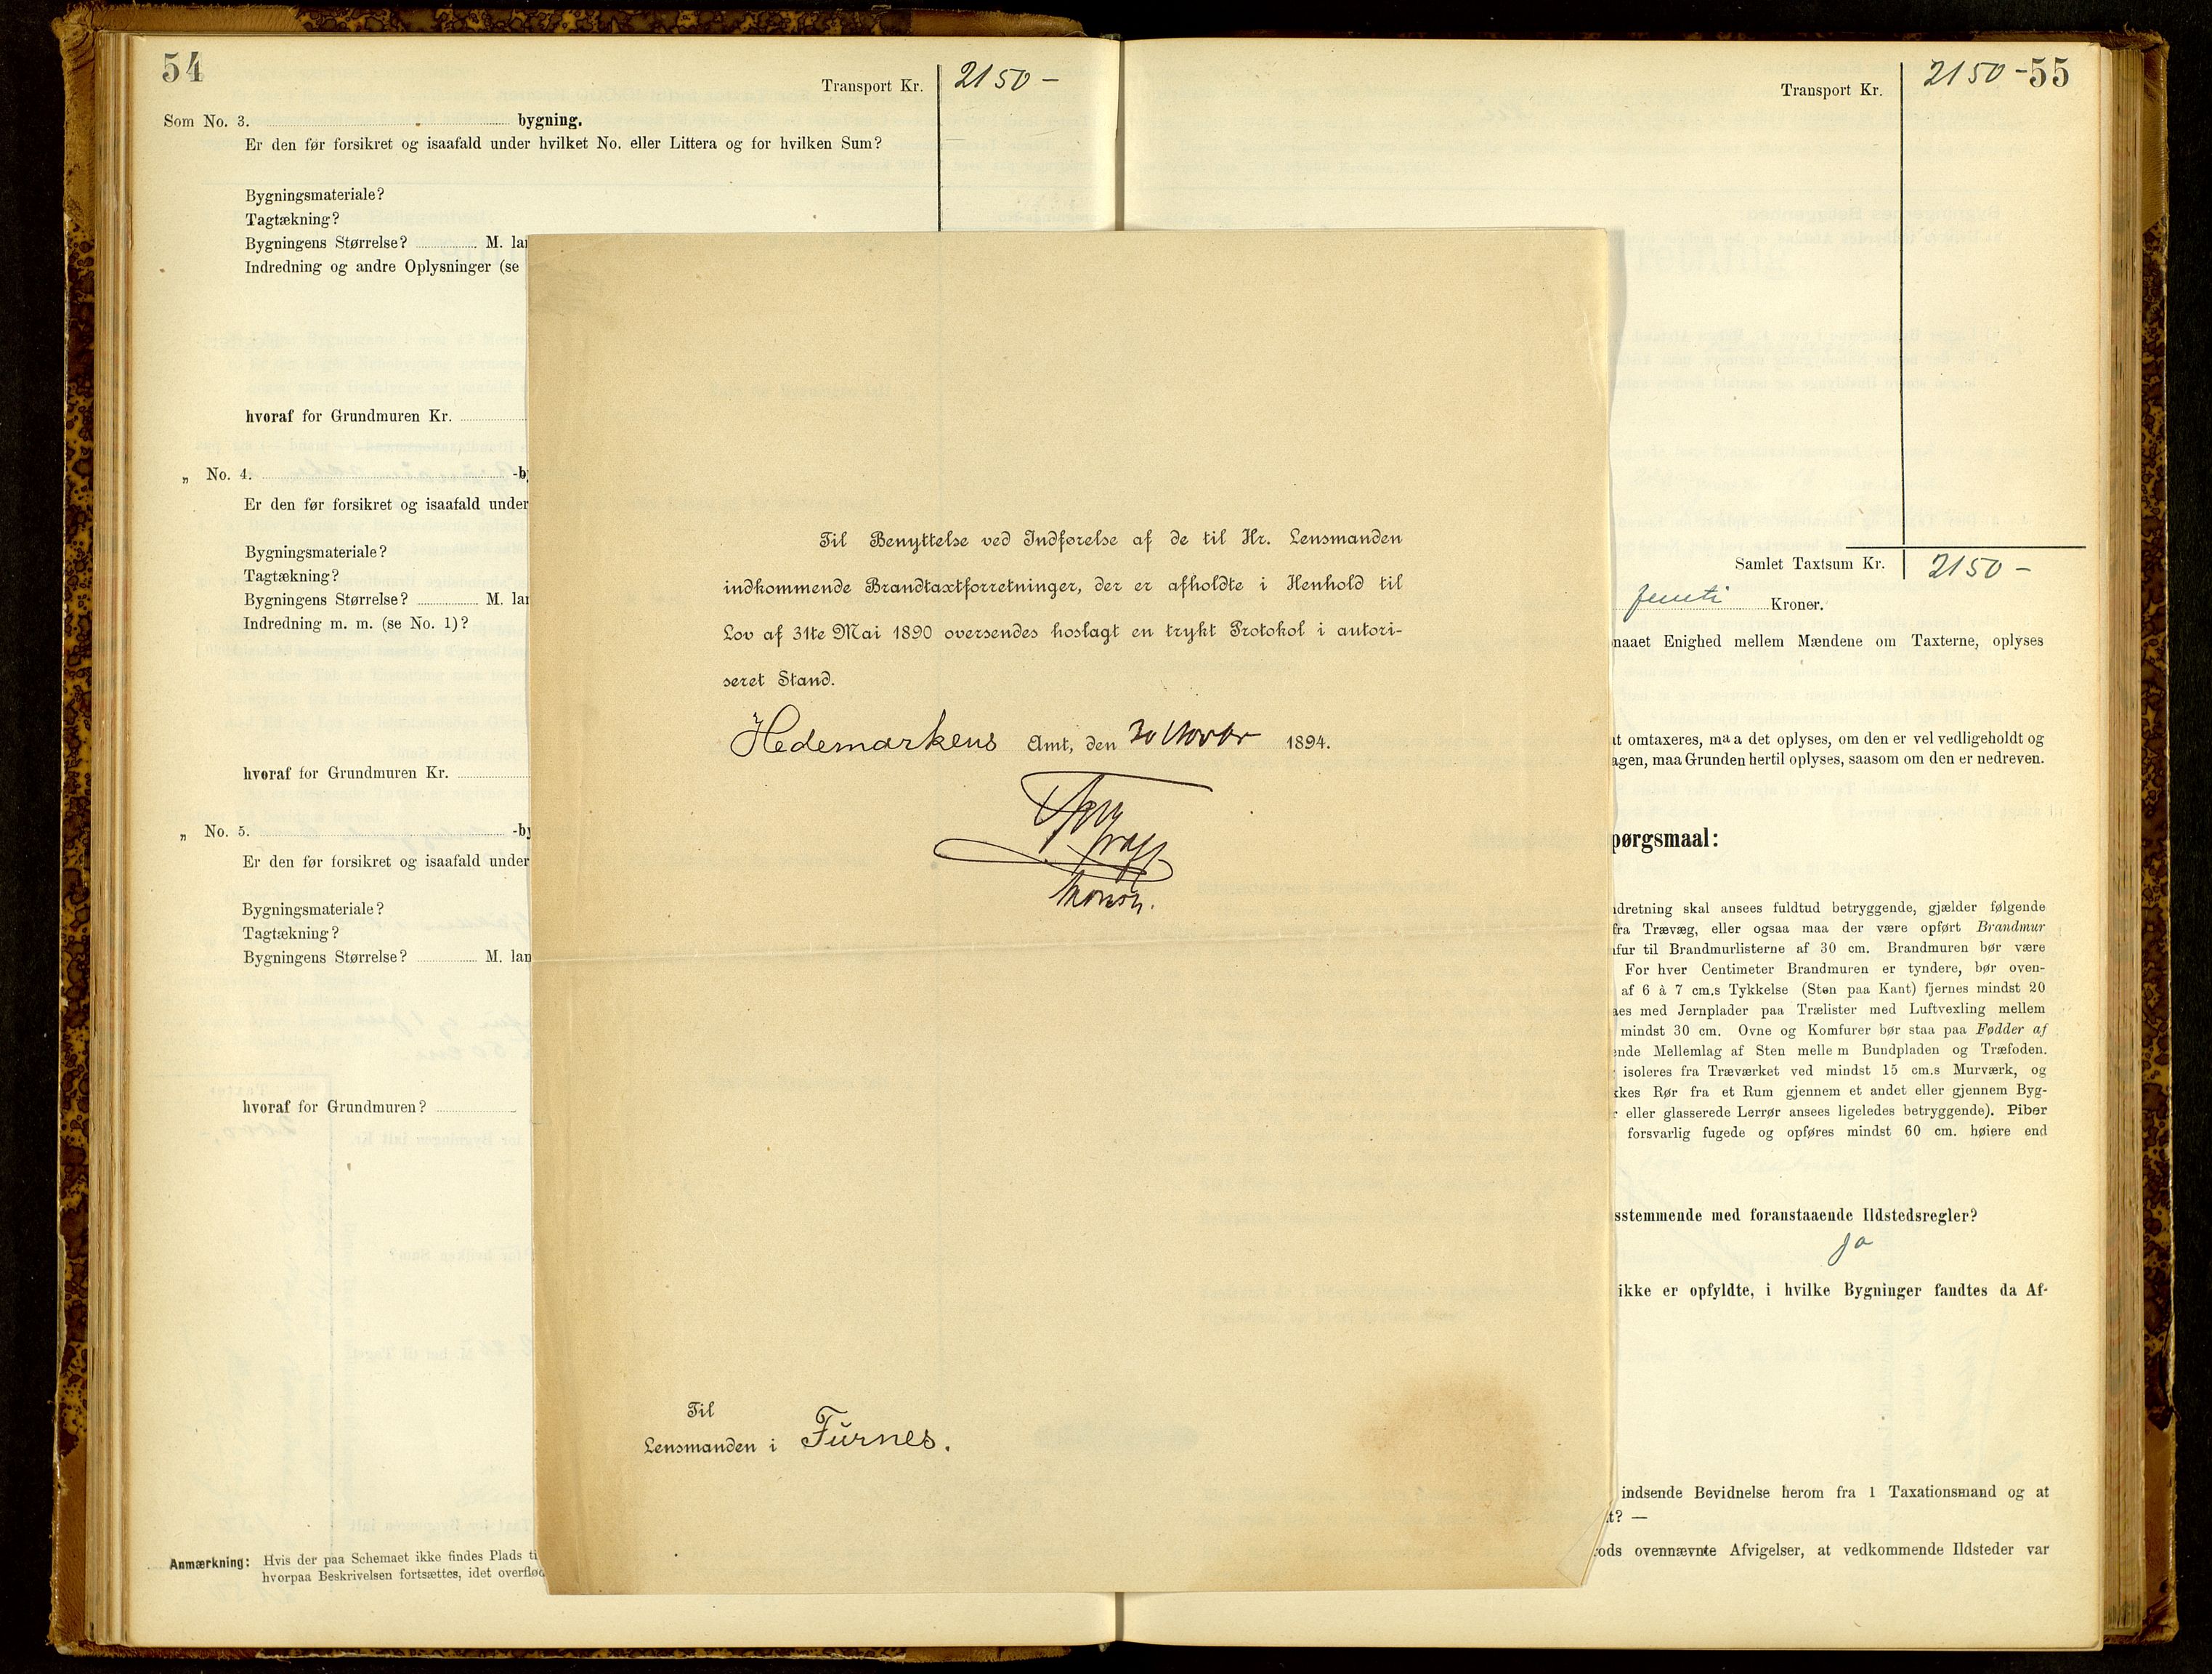 54
Transport Kr. 2150 -
Som No. 3. bygning.
Er den før forsikret og isaafald under hvilket No. eller Littera og for hvilken Sum?
Bygningsmateriale?
Tagtækning?
Bygningens Størrelse? M. lan
Indredning og andre Oplysninger (se
hvoraf for Grundmuren Kr.
„ No. 4. -by
Er den før forsikret og isaafald under
Bygningsmateriale?
Tagtækning?
Bygningens Størrelse? M. lan
Indredning m. m. (se No. 1)?
hvoraf for Grundmuren Kr.
„ No. 5. -by
Er den før forsikret og isaafald under
Bygningsmateriale?
Tagtækning?
Bygningens Størrelse? M. lan
hvoraf for Grundmuren?
Anmærkning: Hvis der paa Schemaet ikke findes Plads ti
hvorpaa Beskrivelsen fortsættes, idet overflød
Til Benyttelse ved Indførelse af de til Hr. Lensmanden
indkommende Brandtaxtforretninger, der er afholdte i Henhold til
Lov af 31te Mai 1890 oversendes hoslagt en trykt Protokol i autori-
seret Stand.
Hedemarkens Amt, den 30 Novbr 1894.
Til
Lensmanden i Furnes.
55
Transport Kr. 2150 -
Samlet Taxtsum Kr. 2150 -
femti Kroner.
naaet Enighed mellem Mændene om Taxterne, oplyses
at omtaxeres, maa det oplyses, om den er vel vedligeholdt og
agen, maa Grunden hertil oplyses, saasom om den er nedreven.
pørgsmaal:
dretning skal ansees fuldtud betryggende, gjælder følgende
fra Trævæg, eller ogsaa maa der være opført Brandmur
nfur til Brandmurlisterne af 30 cm. Brandmuren bør være
For hver Centimeter Brandmuren er tyndere, bør oven-
af 6 à 7 cm.s Tykkelse (Sten paa Kant) fjernes mindst 20
aes med Jernplader paa Trælister med Luftvexling mellem
mindst 30 cm. Ovne og Komfurer bør staa paa Fødder af
ende Mellemlag af Sten mellem Bundpladen og Træfoden.
isoleres fra Træværket ved mindst 15 cm.s Murværk, og
kkes Rør fra et Rum gjennem et andet eller gjennem Byg-
r eller glasserede Lerrør ansees ligeledes betryggende). Piber
forsvarlig fugede og opføres mindst 60 cm. høiere end
sstemmende med foranstaaende Ildstedsregler?
ja
ikke er opfyldte, i hvilke Bygninger fandtes da Af-
indsende Bevidnelse herom fra 1 Taxationsmand og at
t? —
rods ovennævnte Afvigelser, at vedkommende Ildsteder var